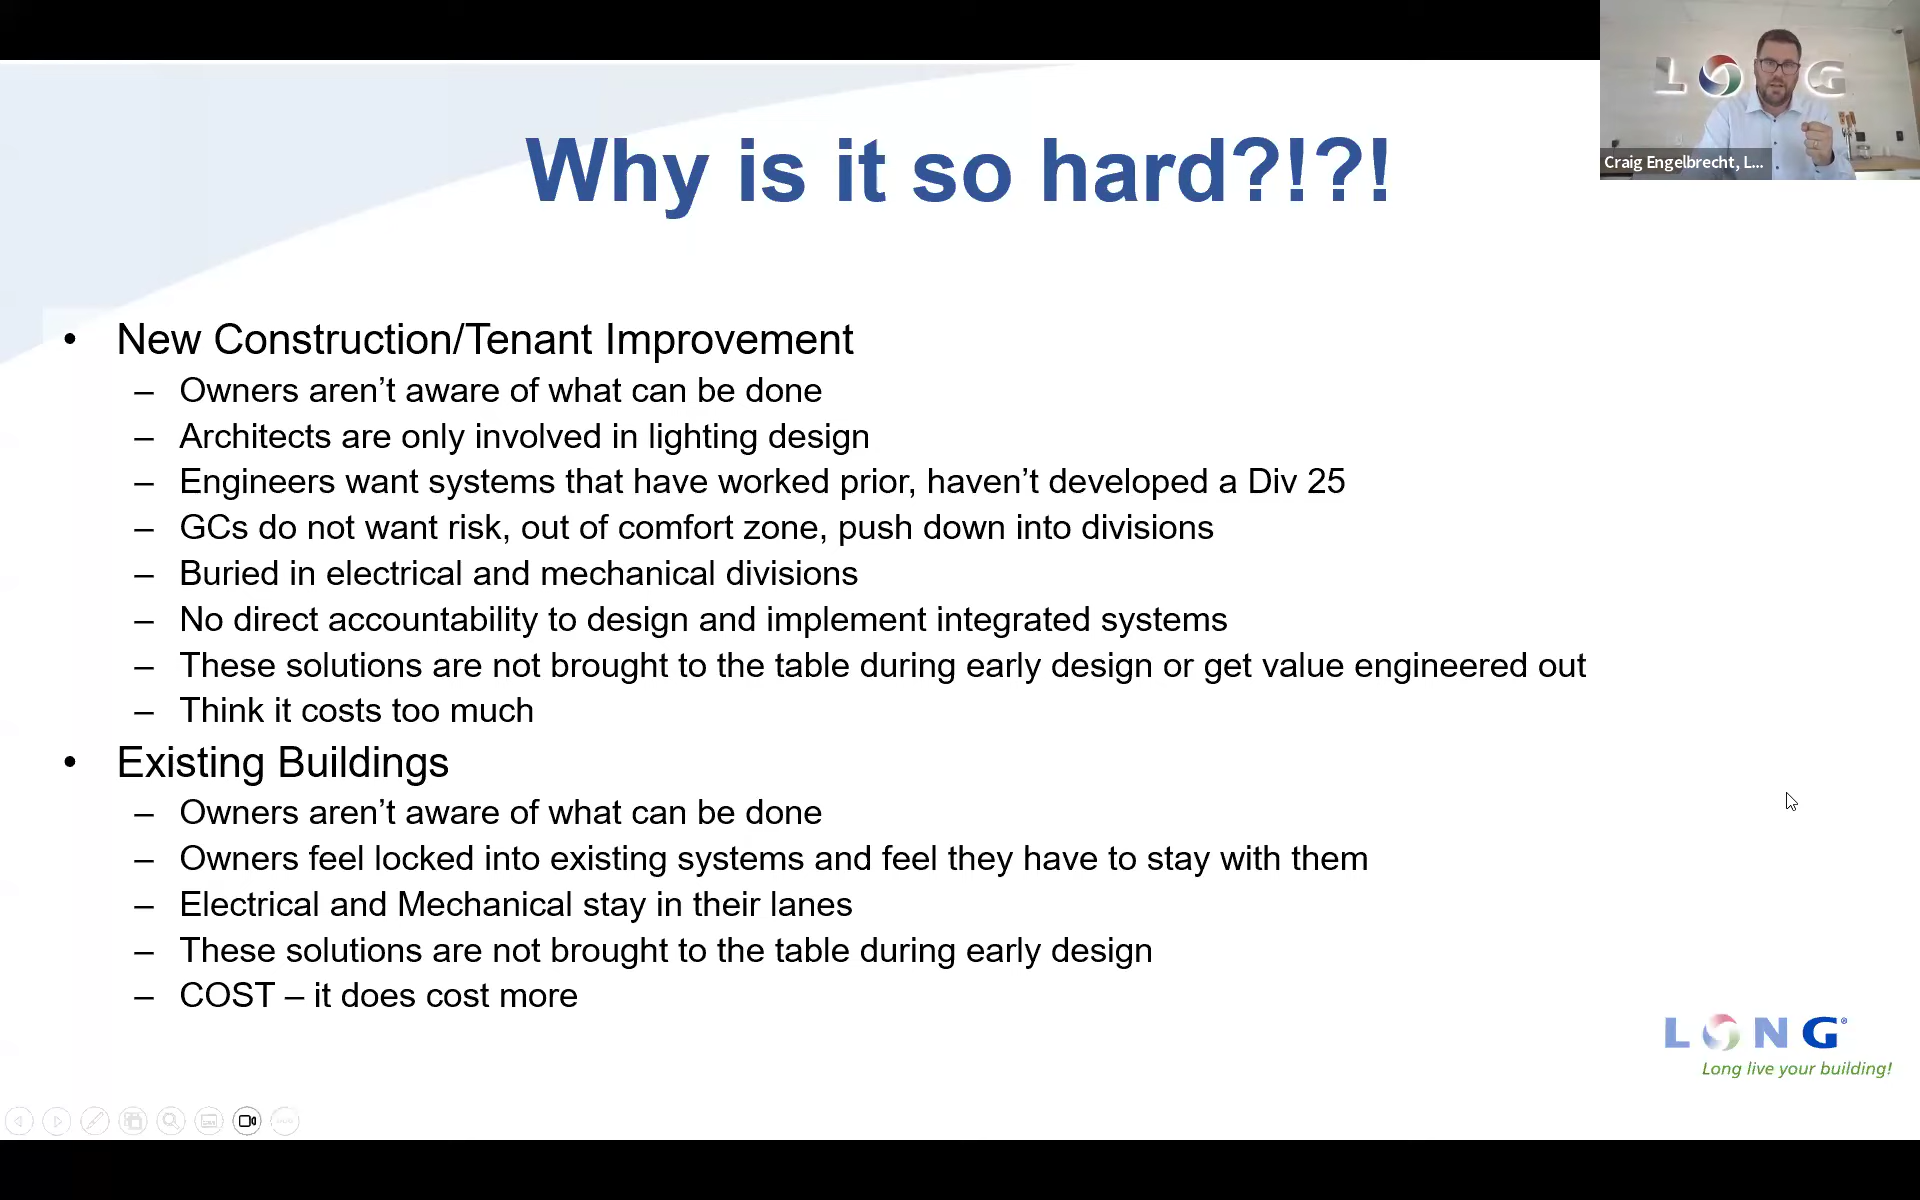 L O G
Craig Engelbrecht, L...
Why is it so hard?!?!
• New Construction/Tenant Improvement
– Owners aren’t aware of what can be done
– Architects are only involved in lighting design
– Engineers want systems that have worked prior, haven’t developed a Div 25
– GCs do not want risk, out of comfort zone, push down into divisions
– Buried in electrical and mechanical divisions
– No direct accountability to design and implement integrated systems
– These solutions are not brought to the table during early design or get value engineered out
– Think it costs too much
• Existing Buildings
– Owners aren’t aware of what can be done
– Owners feel locked into existing systems and feel they have to stay with them
– Electrical and Mechanical stay in their lanes
– These solutions are not brought to the table during early design
– COST – it does cost more
LONG®
Long live your building!